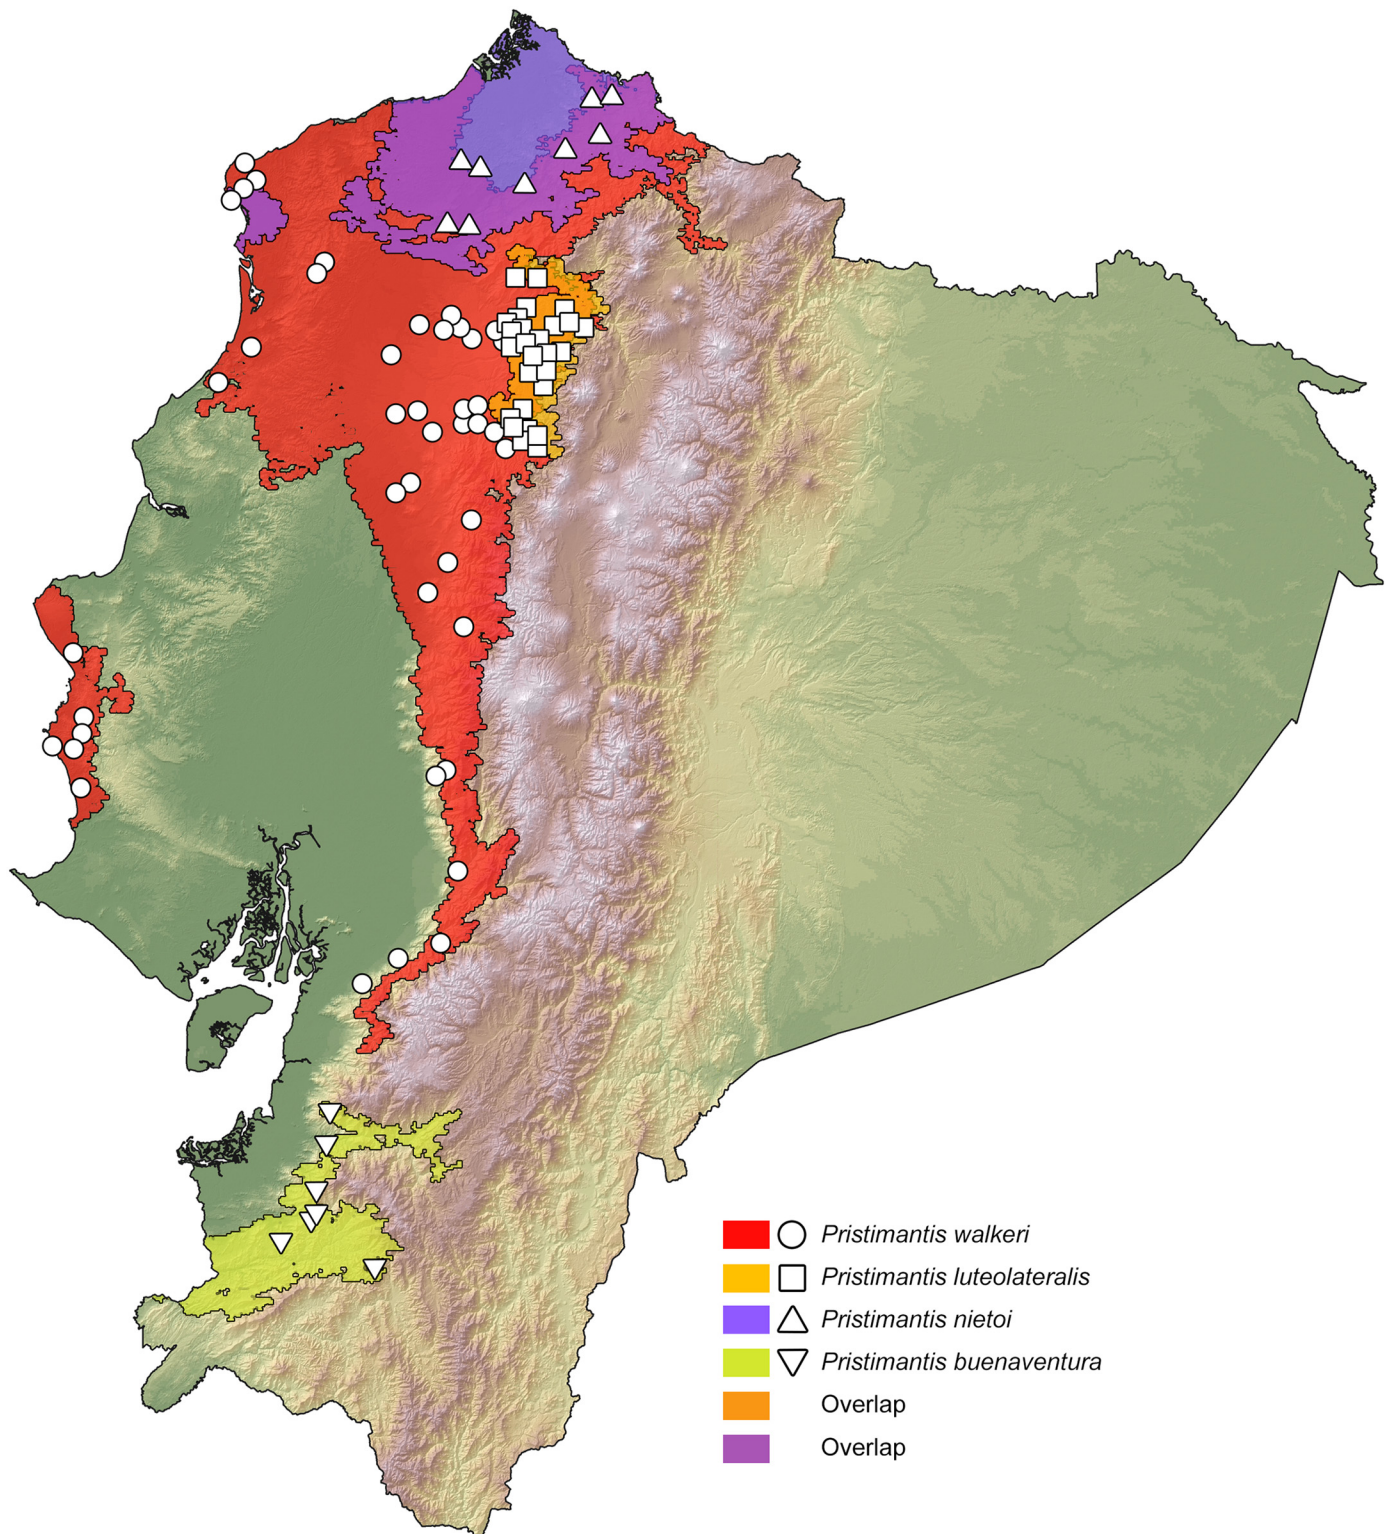 Pristimantis walkeri
Pristimantis luteolateralis
Pristimantis nietoi
Pristimantis buenaventura
Overlap
Overlap